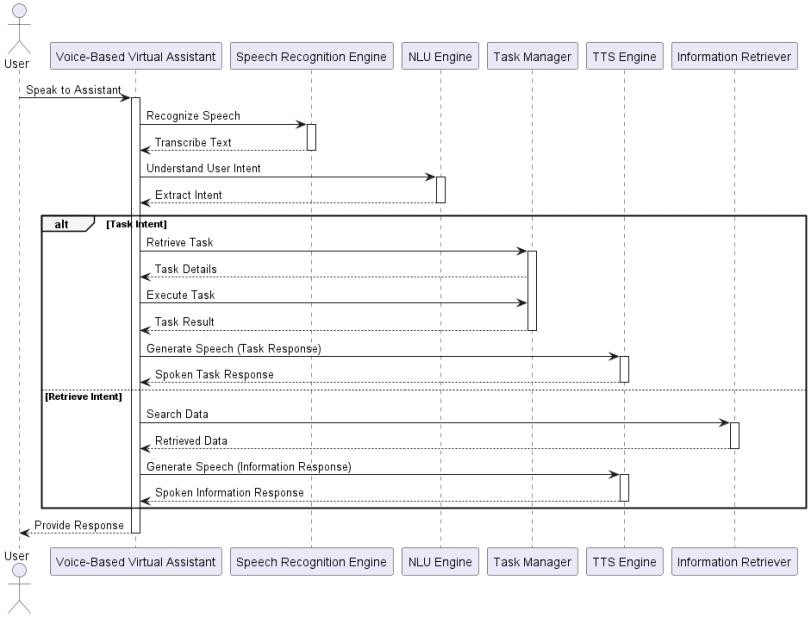 User
Voice-Based Virtual Assistant
Speech Recognition Engine
NLU Engine
Task Manager
TTS Engine
Information Retriever
Speak to Assistant
Recognize Speech
Transcribe Text
Understand User Intent
Extract Intent
alt
[Task Intent]
Retrieve Task
Task Details
Execute Task
Task Result
Generate Speech (Task Response)
Spoken Task Response
[Retrieve Intent]
Search Data
Retrieved Data
Generate Speech (Information Response)
Spoken Information Response
Provide Response
User
Voice-Based Virtual Assistant
Speech Recognition Engine
NLU Engine
Task Manager
TTS Engine
Information Retriever